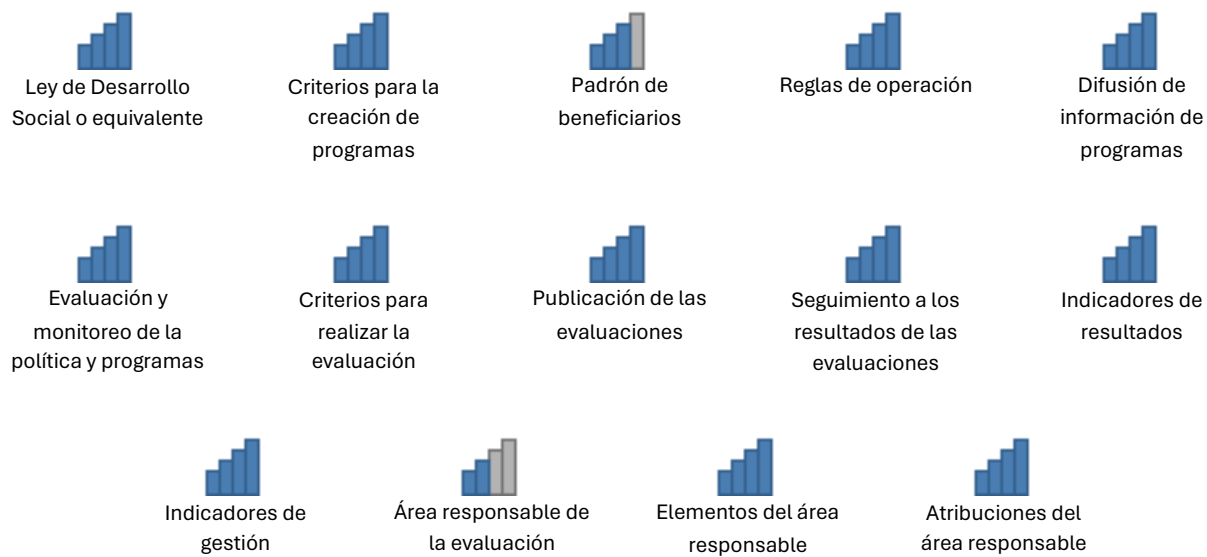 Ley de Desarrollo
Social o equivalente
Criterios para la
creación de
programas
Padrón de
beneficiarios
Reglas de operación
Difusión de
información de
programas
Evaluación y
monitoreo de la
política y programas
Criterios para
realizar la
evaluación
Publicación de las
evaluaciones
Seguimiento a los
resultados de las
evaluaciones
Indicadores de
resultados
Indicadores de
gestión
Área responsable de
la evaluación
Elementos del área
responsable
Atribuciones del
área responsable